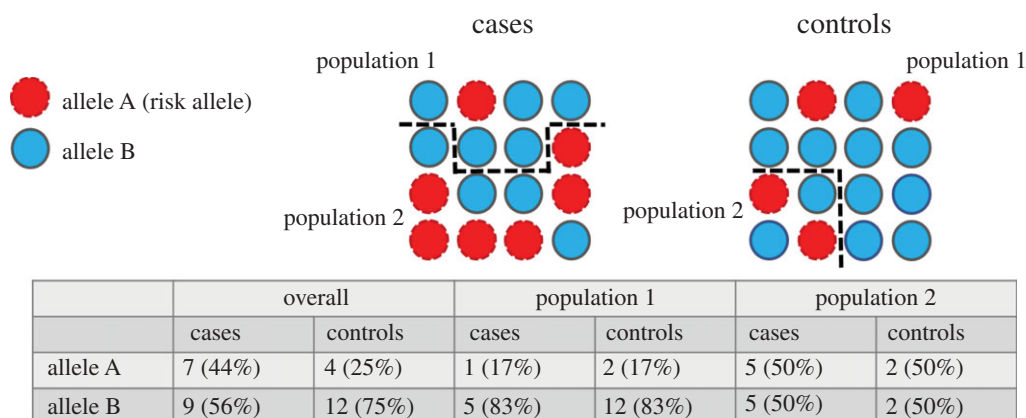 cases
controls
population 1
population 1
allele A (risk allele)
allele B
population 2
population 2
overall population 1 population 2
cases controls cases controls cases controls
allele A 7 (44%) 4 (25%) 1 (17%) 2 (17%) 5 (50%) 2 (50%)
allele B 9 (56%) 12 (75%) 5 (83%) 12 (83%) 5 (50%) 2 (50%)